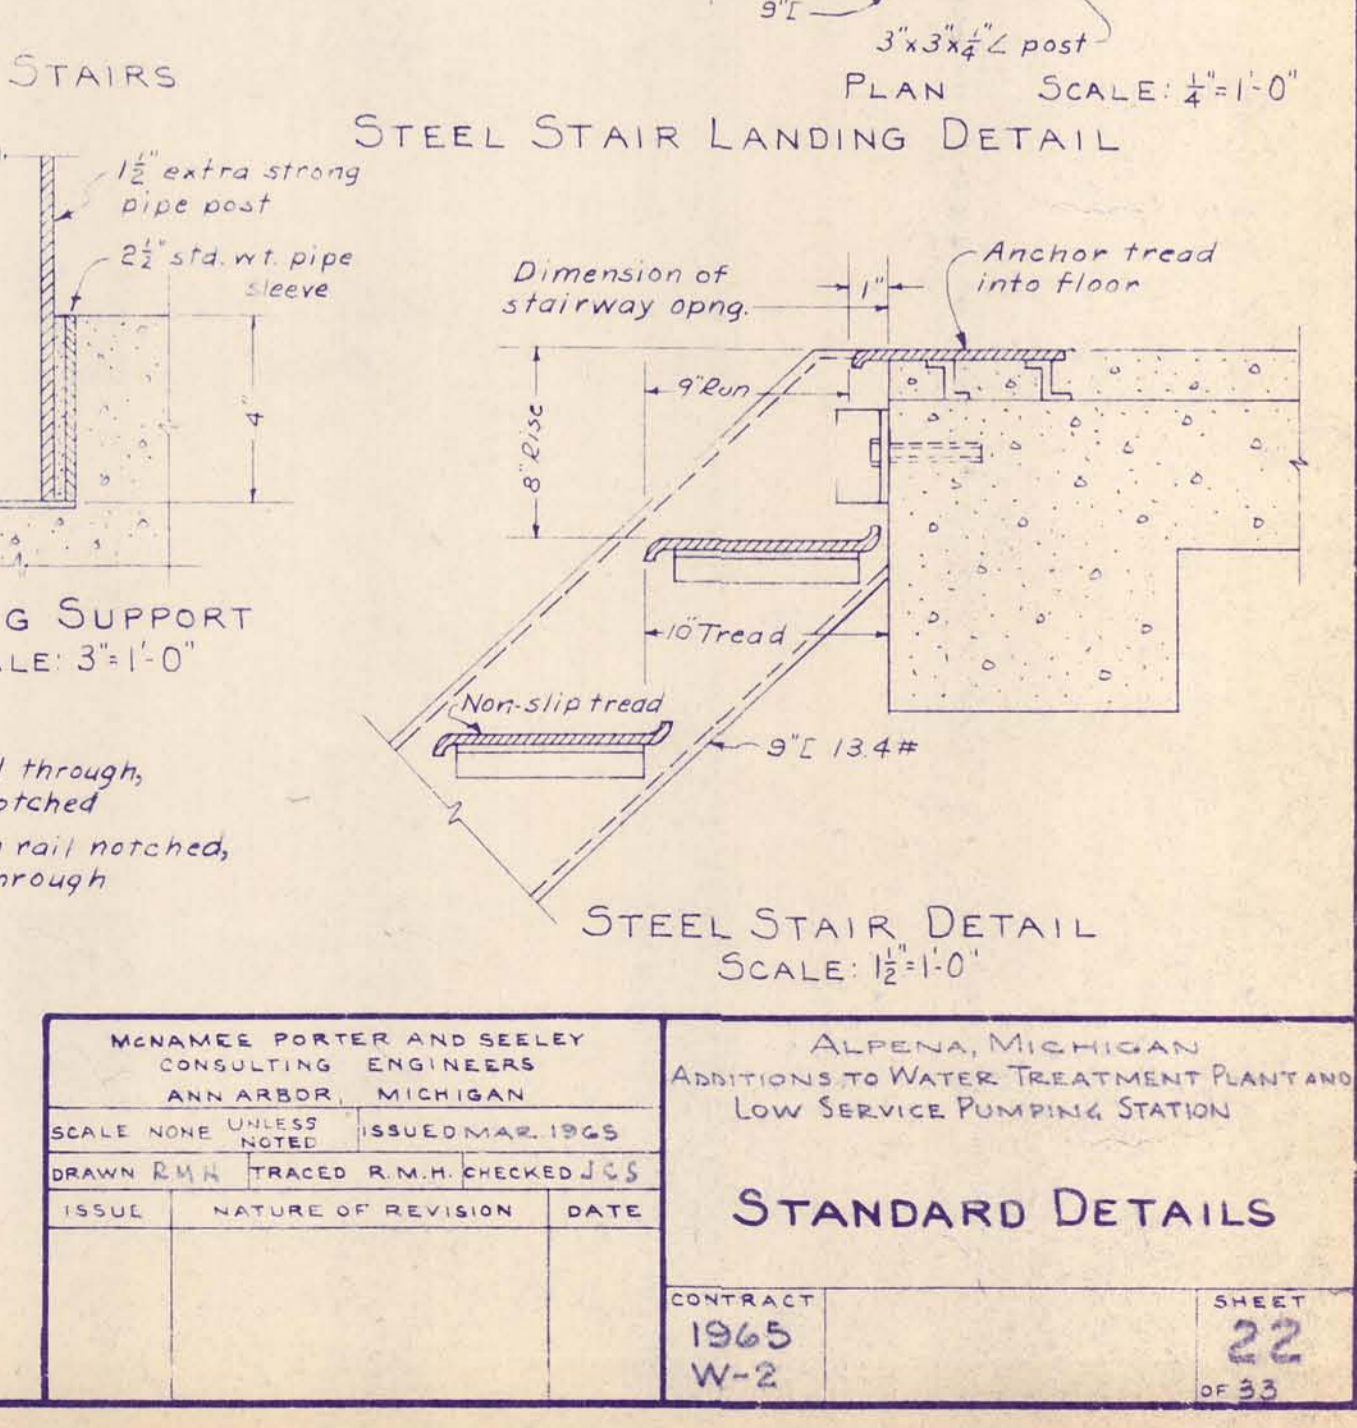 9"[
3"x3"x¼"∠ post
PLAN SCALE: ¼"=1'-0"
STEEL STAIR LANDING DETAIL
STAIRS
1½" extra strong
pipe post
2½" std. wt. pipe
sleeve
4"
G SUPPORT
LE: 3"=1'-0"
through,
otched
rail notched,
hrough
Dimension of
stairway opng.
1"
Anchor tread
into floor
9" Run
8" Rise
10" Tread
Non-slip tread
9"[ 13.4#
STEEL STAIR DETAIL
SCALE: 1½"=1'-0"
MCNAMEE PORTER AND SEELEY
CONSULTING ENGINEERS
ANN ARBOR, MICHIGAN
SCALE NONE UNLESS NOTED ISSUED MAR. 1965
DRAWN RMH TRACED R.M.H. CHECKED JCS
ISSUE NATURE OF REVISION DATE
ALPENA, MICHIGAN
ADDITIONS TO WATER TREATMENT PLANT AND
LOW SERVICE PUMPING STATION
STANDARD DETAILS
CONTRACT
1965
W-2
SHEET
22
OF 33